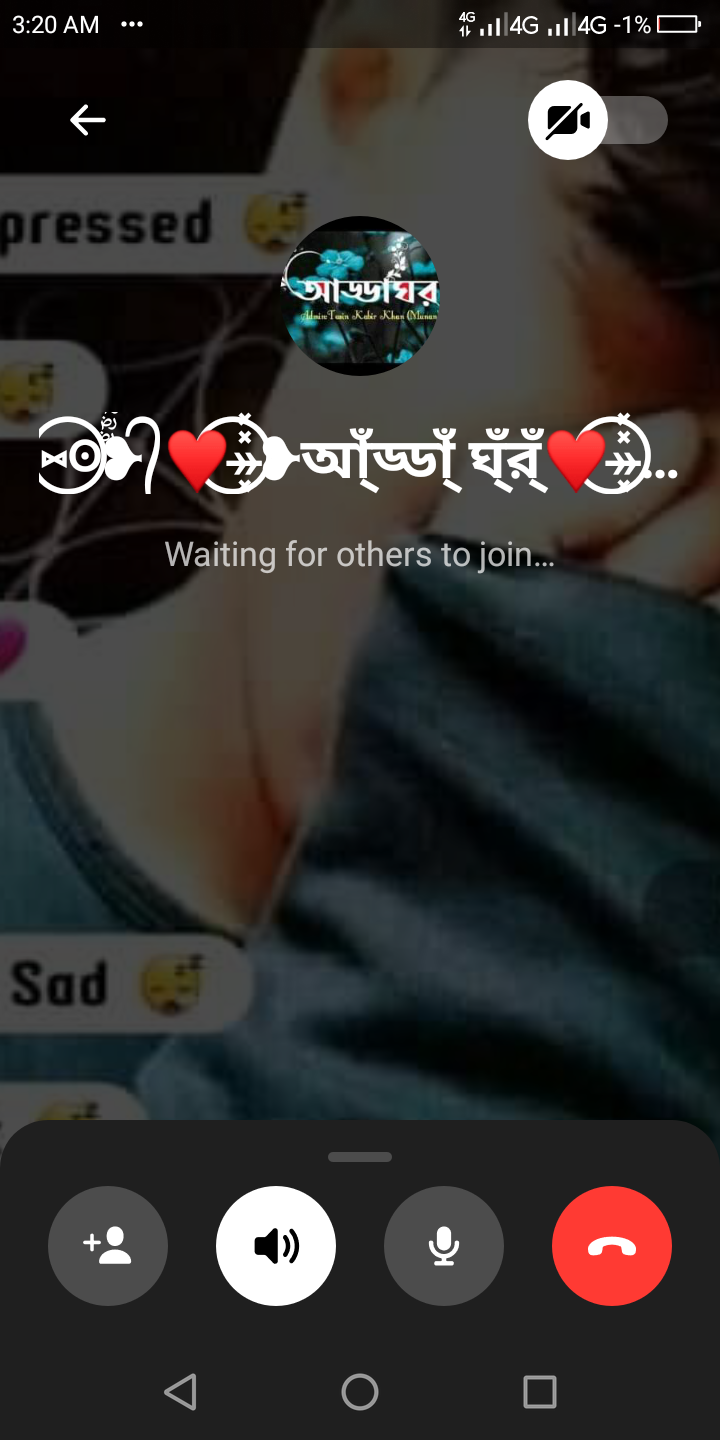 3:20 AM ••• 4G 4G 4G -1%
pressed 😴
আড্ডাঘর
Admin:Tasin Kabir Khan (Munan
❤️আঁড্ডাঁ ঘঁরঁ❤️...
Waiting for others to join...
Sad 😴